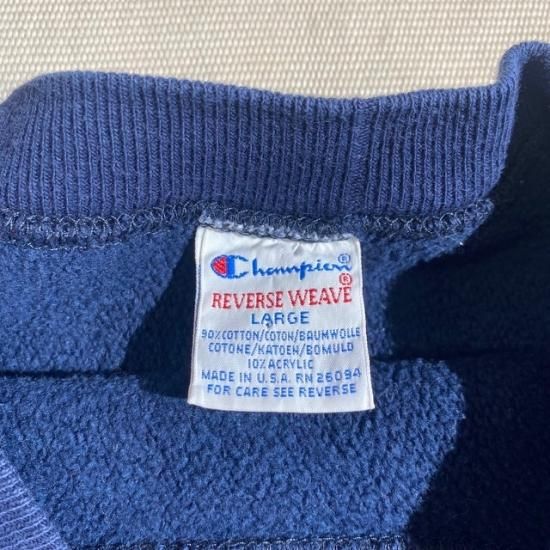 Champion®
REVERSE WEAVE®
LARGE
90% COTTON/COTON/BAUMWOLLE
COTONE/KATOEN/BOMULD
10% ACRYLIC
MADE IN U.S.A. RN 26094
FOR CARE SEE REVERSE